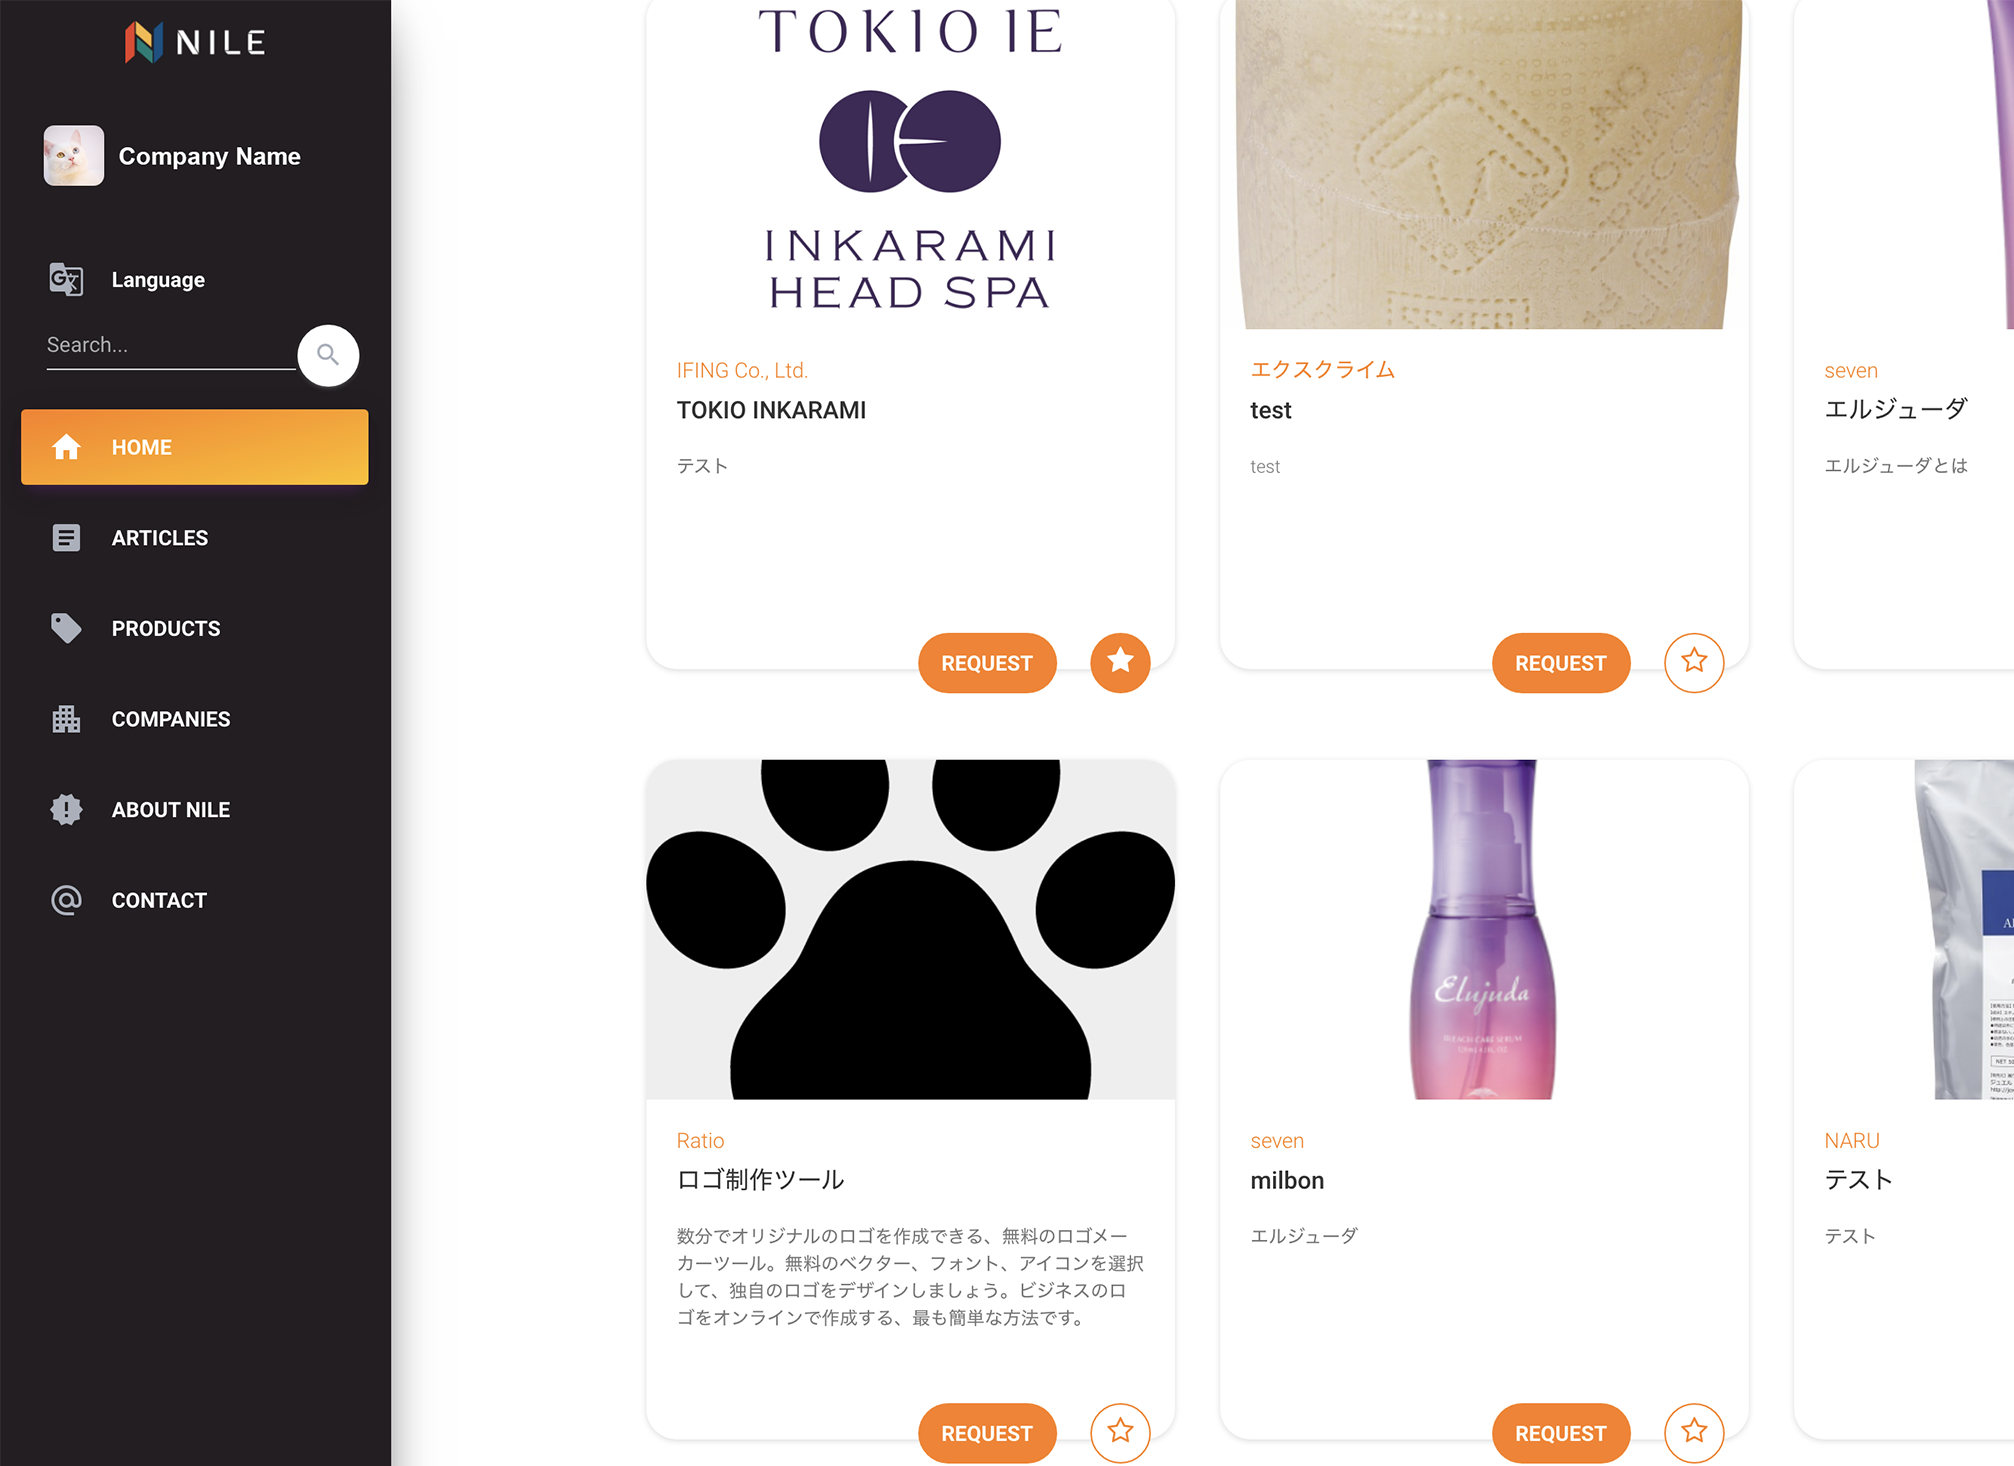 NILE
Company Name
Language
Search...
HOME
ARTICLES
PRODUCTS
COMPANIES
ABOUT NILE
CONTACT
TOKIO IE
INKARAMI
HEAD SPA
IFING Co., Ltd.
TOKIO INKARAMI
テスト
REQUEST
エクスクライム
test
test
REQUEST
seven
エルジューダ
エルジューダとは
Ratio
ロゴ制作ツール
数分でオリジナルのロゴを作成できる、無料のロゴメー
カーツール。無料のベクター、フォント、アイコンを選択
して、独自のロゴをデザインしましょう。ビジネスのロ
ゴをオンラインで作成する、最も簡単な方法です。
REQUEST
Elujuda
BLEACH CARE SERUM
seven
milbon
エルジューダ
REQUEST
NARU
テスト
テスト